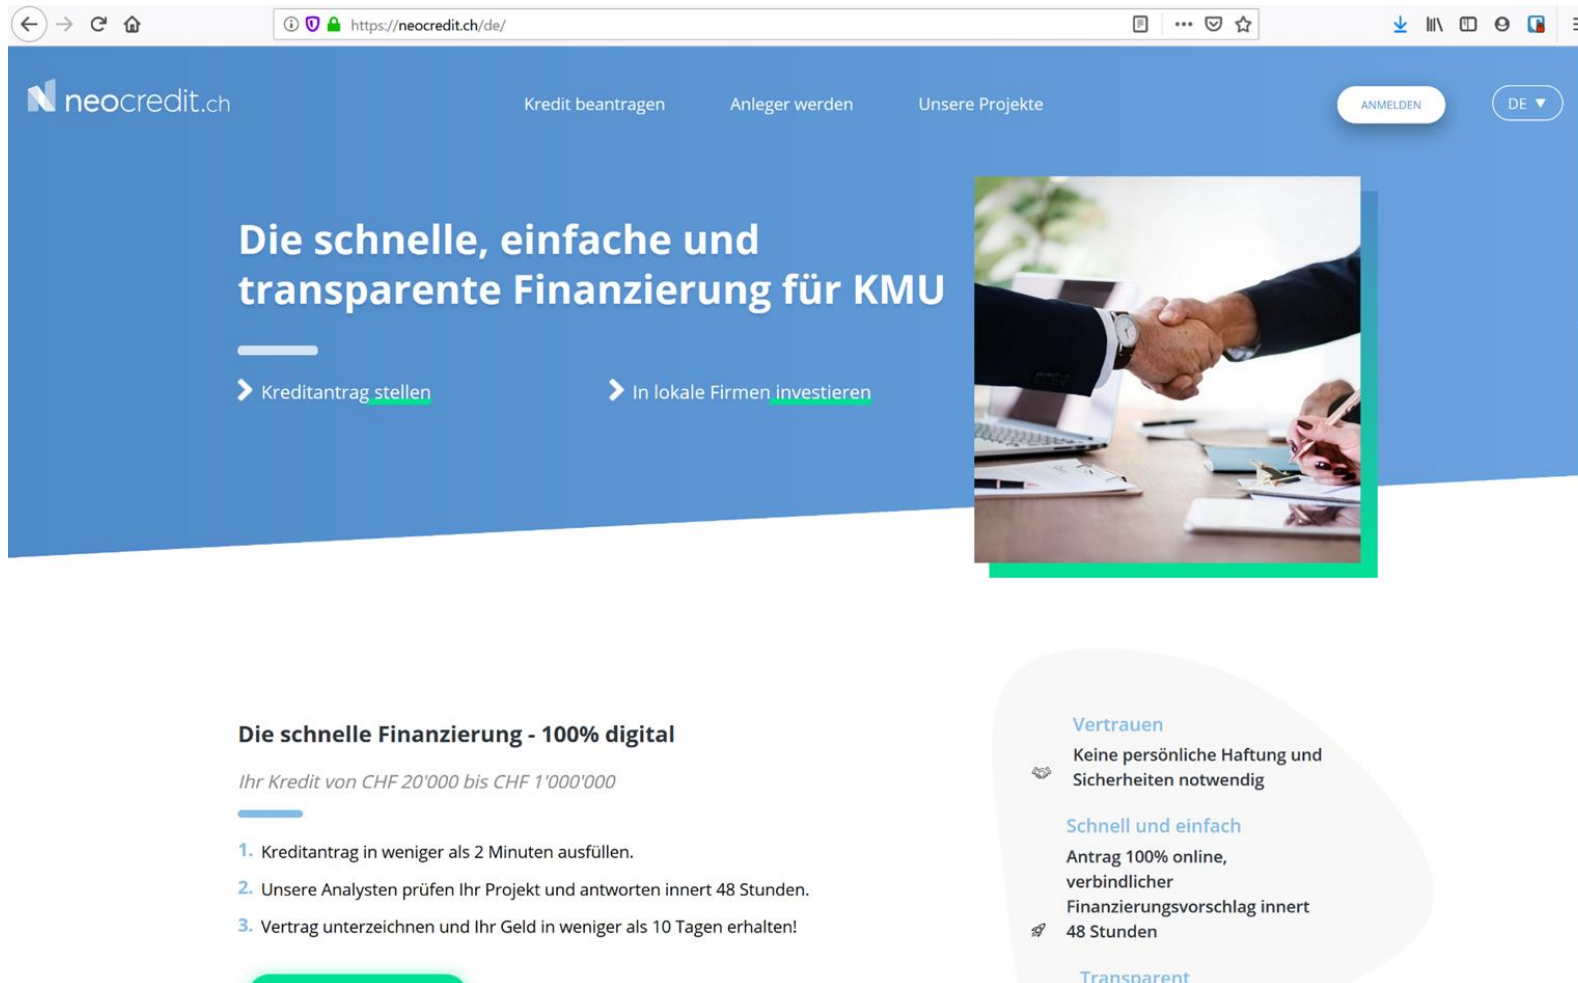 https://neocredit.ch/de/
neocredit.ch
Kredit beantragen
Anleger werden
Unsere Projekte
ANMELDEN
DE
Die schnelle, einfache und
transparente Finanzierung für KMU
Kreditantrag stellen
In lokale Firmen investieren
Die schnelle Finanzierung - 100% digital
Ihr Kredit von CHF 20'000 bis CHF 1'000'000
1. Kreditantrag in weniger als 2 Minuten ausfüllen.
2. Unsere Analysten prüfen Ihr Projekt und antworten innert 48 Stunden.
3. Vertrag unterzeichnen und Ihr Geld in weniger als 10 Tagen erhalten!
Vertrauen
Keine persönliche Haftung und
Sicherheiten notwendig
Schnell und einfach
Antrag 100% online,
verbindlicher
Finanzierungsvorschlag innert
48 Stunden
Transparent